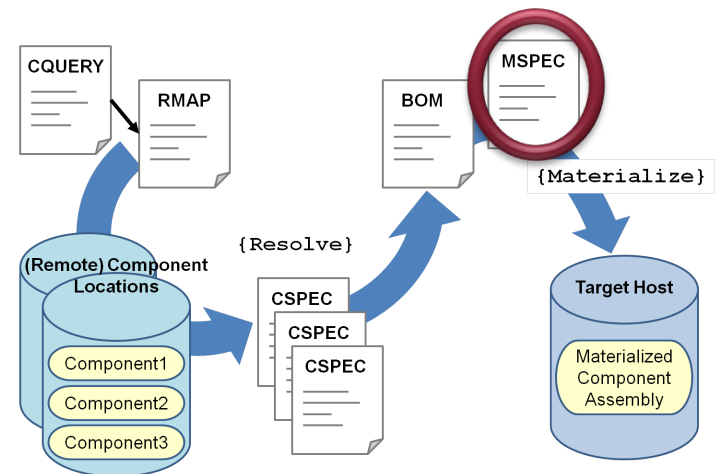 CQUERY
RMAP
BOM
MSPEC
{Materialize}
{Resolve}
(Remote) Component
Locations
Component1
Component2
Component3
CSPEC
CSPEC
CSPEC
Target Host
Materialized
Component
Assembly